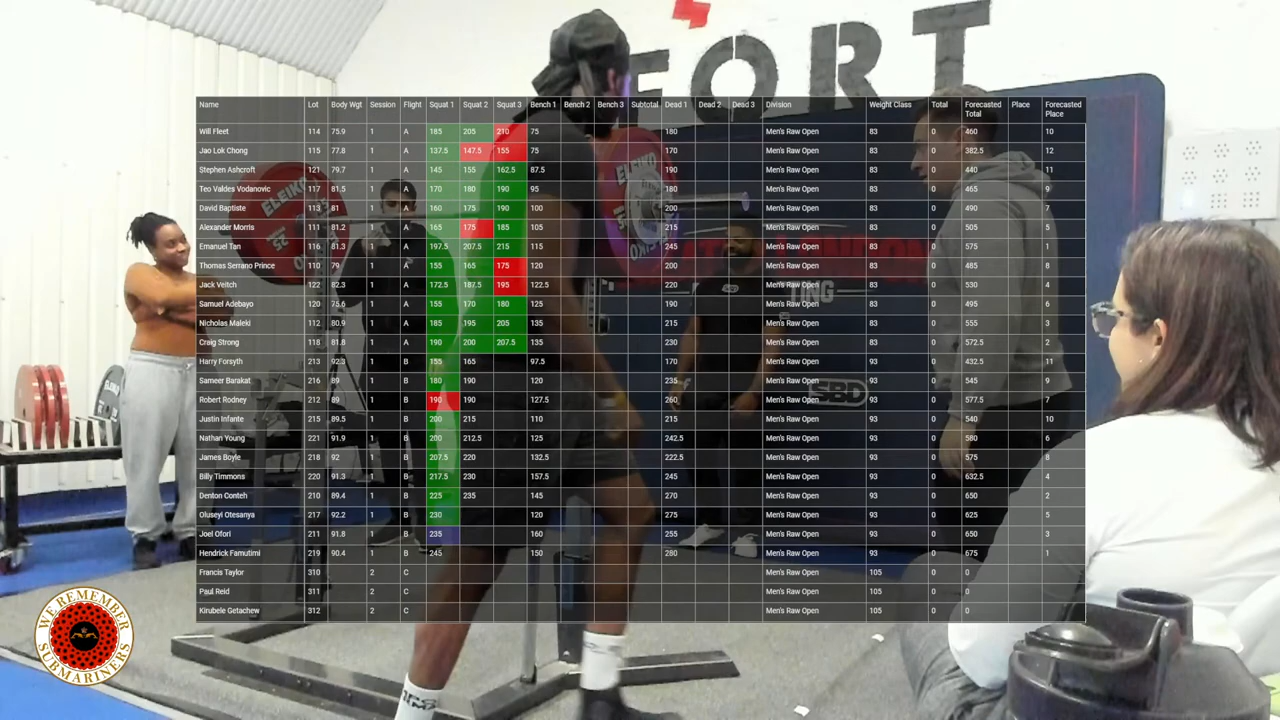 FORT
Name Lot Body Wgt Session Flight Squat 1 Squat 2 Squat 3 Bench 1 Bench 2 Bench 3 Subtotal Dead 1 Dead 2 Dead 3 Division Weight Class Total Forecasted Total Place Forecasted Place
Will Fleet 114 75.9 1 A 185 205 210 75 180 Men's Raw Open 83 0 460 10
Jao Lok Chong 115 77.8 1 A 137.5 147.5 155 75 170 Men's Raw Open 83 0 382.5 12
Stephen Ashcroft 121 79.7 1 A 145 155 162.5 87.5 190 Men's Raw Open 83 0 440 11
Teo Valdes Vodanovic 117 81.5 1 A 170 180 190 95 180 Men's Raw Open 83 0 465 9
David Baptiste 113 81 1 A 160 175 190 100 200 Men's Raw Open 83 0 490 7
Alexander Morris 111 81.2 1 A 165 175 185 105 215 Men's Raw Open 83 0 505 5
Emanuel Tan 116 81.3 1 A 197.5 207.5 215 115 245 Men's Raw Open 83 0 575 1
Thomas Serrano Prince 110 79 1 A 155 165 175 120 200 Men's Raw Open 83 0 485 8
Jack Veitch 122 82.3 1 A 172.5 187.5 195 122.5 220 Men's Raw Open 83 0 530 4
Samuel Adebayo 120 75.6 1 A 155 170 180 125 190 Men's Raw Open 83 0 495 6
Nicholas Maleki 112 80.9 1 A 185 195 205 135 215 Men's Raw Open 83 0 555 3
Craig Strong 118 81.8 1 A 190 200 207.5 135 230 Men's Raw Open 83 0 572.5 2
Harry Forsyth 213 92.3 1 B 155 165 97.5 170 Men's Raw Open 93 0 432.5 11
Sameer Barakat 216 89 1 B 180 190 120 235 Men's Raw Open 93 0 545 9
Robert Rodney 212 89 1 B 190 190 127.5 260 Men's Raw Open 93 0 577.5 7
Justin Infante 215 89.5 1 B 200 215 110 215 Men's Raw Open 93 0 540 10
Nathan Young 221 91.9 1 B 200 212.5 125 242.5 Men's Raw Open 93 0 580 6
James Boyle 218 92 1 B 207.5 220 132.5 222.5 Men's Raw Open 93 0 575 8
Billy Timmons 220 91.3 1 B 217.5 230 157.5 245 Men's Raw Open 93 0 632.5 4
Denton Conteh 210 89.4 1 B 225 235 145 270 Men's Raw Open 93 0 650 2
Oluseyi Otesanya 217 92.2 1 B 230 120 275 Men's Raw Open 93 0 625 5
Joel Ofori 211 91.8 1 B 235 160 255 Men's Raw Open 93 0 650 3
Hendrick Famutimi 219 90.4 1 B 245 150 280 Men's Raw Open 93 0 675 1
Francis Taylor 310 2 C Men's Raw Open 105 0 0
Paul Reid 311 2 C Men's Raw Open 105 0 0
Kirubele Getachew 312 2 C Men's Raw Open 105 0 0
ELEIKO
25
ELEIKO
SBD
SBD
WE REMEMBER
SUBMARINERS